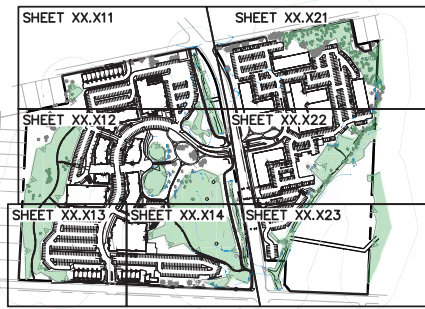 SHEET XX.X11
SHEET XX.X21
SHEET XX.X12
SHEET XX.X22
SHEET XX.X13
SHEET XX.X14
SHEET XX.X23